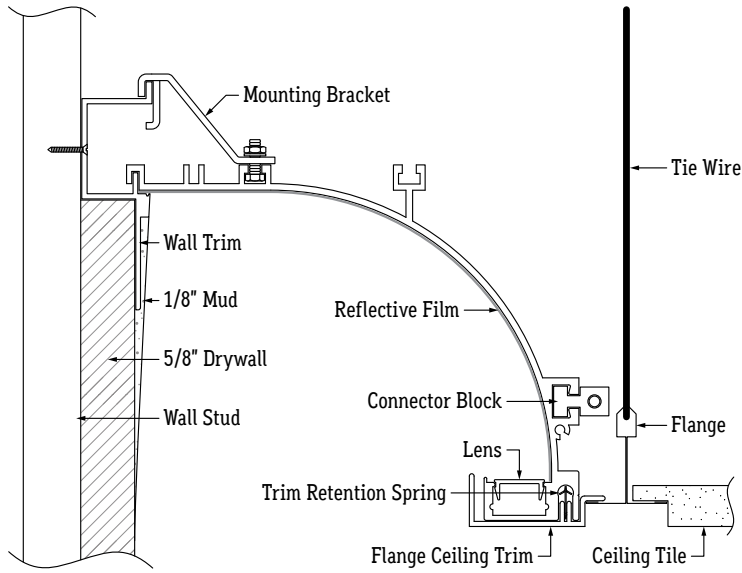 Mounting Bracket
Tie Wire
Wall Trim
1/8" Mud
Reflective Film
5/8" Drywall
Connector Block
Wall Stud
Flange
Lens
Trim Retention Spring
Flange Ceiling Trim
Ceiling Tile